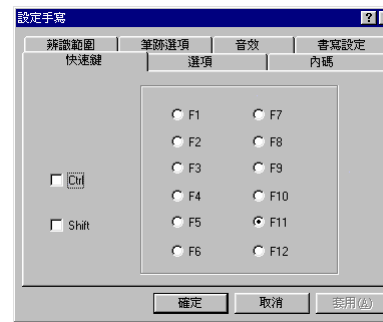 設定手寫
辨識範圍 筆跡選項 音效 書寫設定
快速鍵 選項 內碼
F1 F7
F2 F8
F3 F9
Ctrl
F4 F10
Shift F5 F11
F6 F12
確定 取消 套用(A)